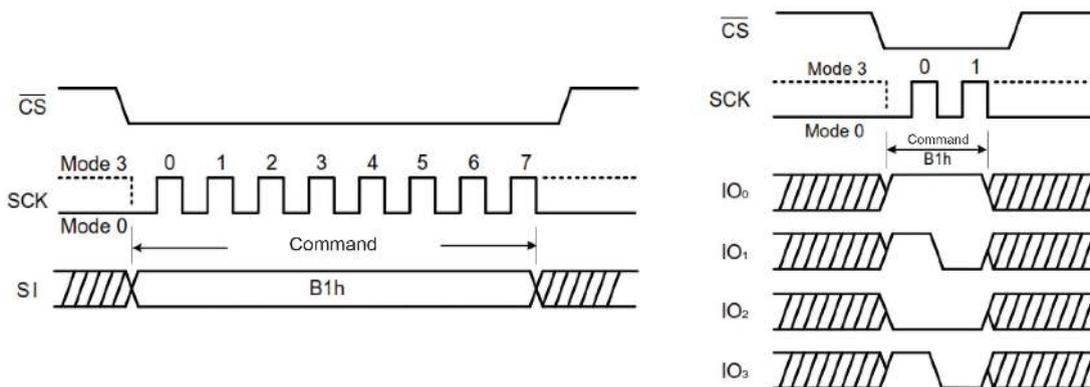 CS
Mode 3
0 1 2 3 4 5 6 7
SCK
Mode 0
Command
SI
B1h
CS
Mode 3
0 1
SCK
Mode 0
Command
B1h
IO₀
IO₁
IO₂
IO₃